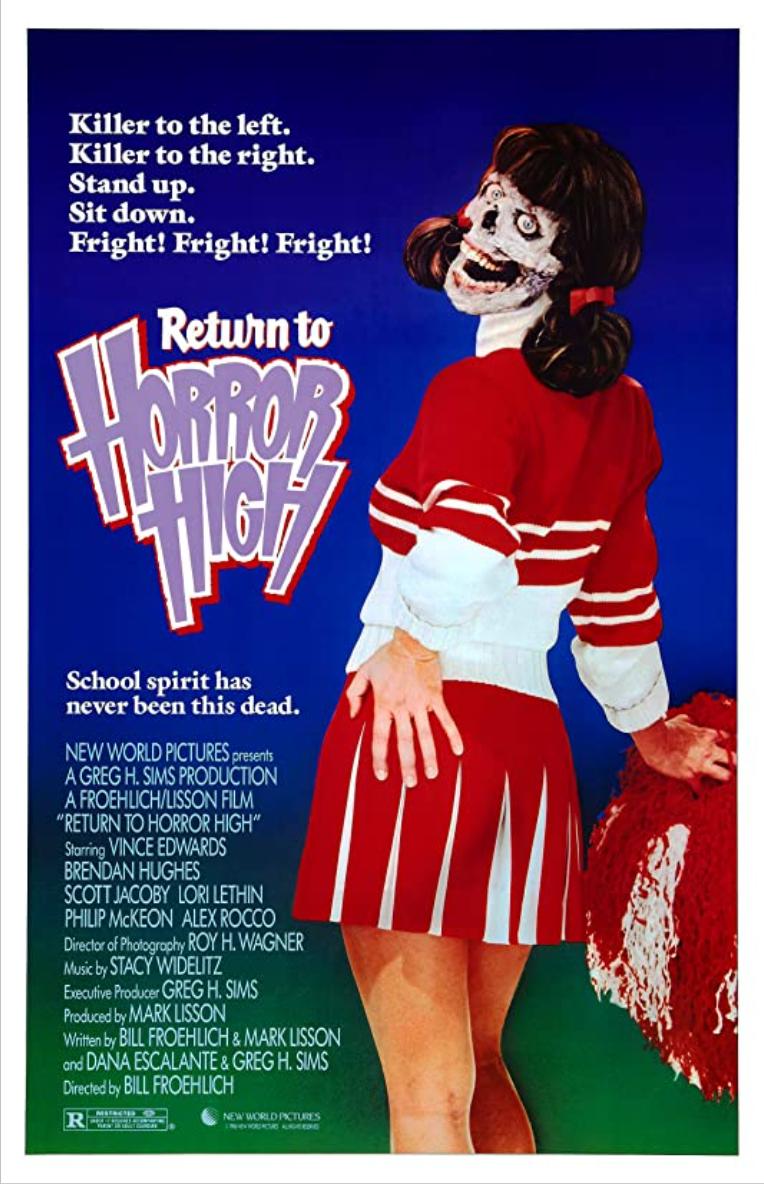 Killer to the left.
Killer to the right.
Stand up.
Sit down.
Fright! Fright! Fright!
Return to
HORROR
HIGH
School spirit has
never been this dead.
NEW WORLD PICTURES presents
A GREG H. SIMS PRODUCTION
A FROEHLICH/LISSON FILM
"RETURN TO HORROR HIGH"
Starring VINCE EDWARDS
BRENDAN HUGHES
SCOTT JACOBY LORI LETHIN
PHILIP McKEON ALEX ROCCO
Director of Photography ROY H. WAGNER
Music by STACY WIDELITZ
Executive Producer GREG H. SIMS
Produced by MARK LISSON
Written by BILL FROEHLICH & MARK LISSON
and DANA ESCALANTE & GREG H. SIMS
Directed by BILL FROEHLICH
R RESTRICTED
NEW WORLD PICTURES